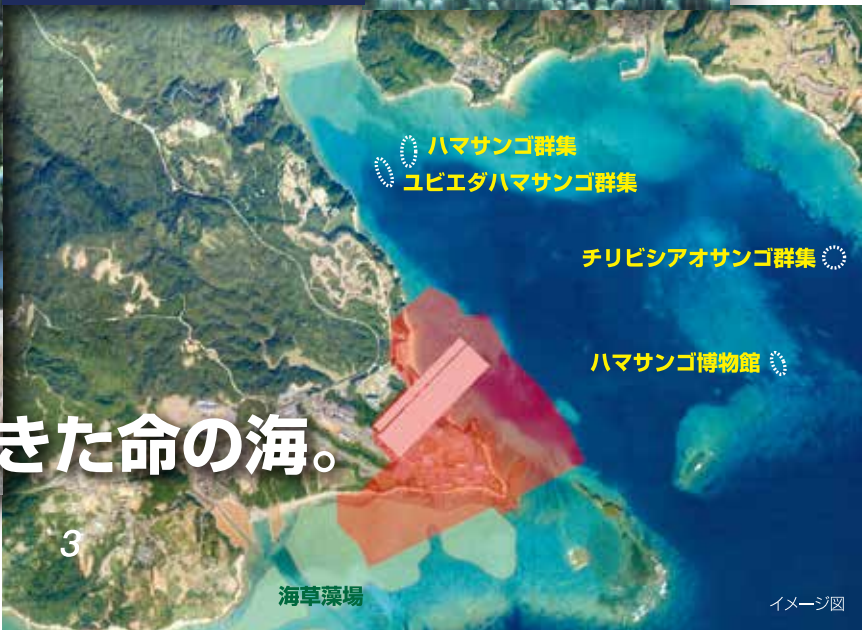 ハマサンゴ群集
ユビエダハマサンゴ群集
チリビシアオサンゴ群集
ハマサンゴ博物館
きた命の海。
3
海草藻場
イメージ図